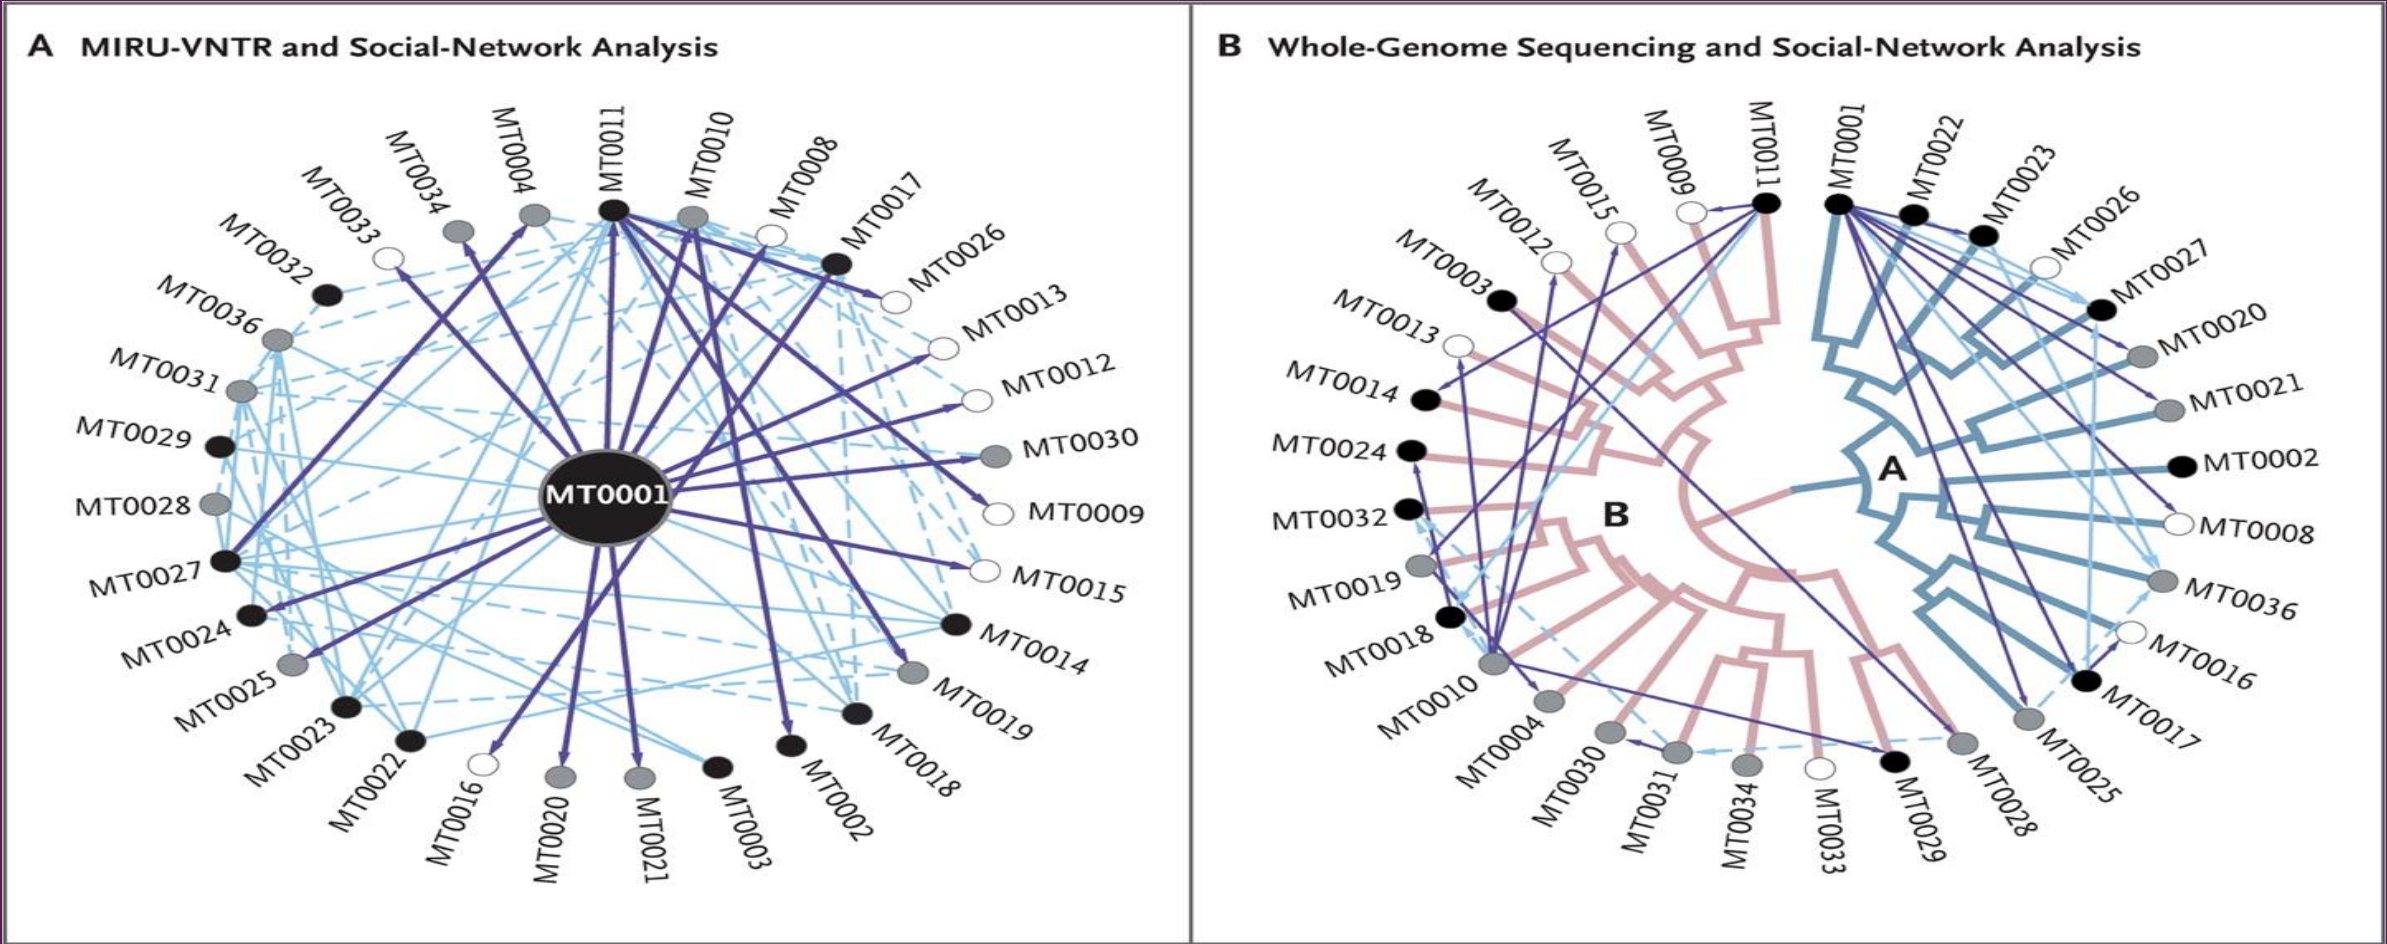 A MIRU-VNTR and Social-Network Analysis
MT0011
MT0010
MT0008
MT0017
MT0026
MT0013
MT0012
MT0030
MT0009
MT0015
MT0014
MT0019
MT0018
MT0002
MT0003
MT0021
MT0020
MT0016
MT0022
MT0023
MT0025
MT0024
MT0027
MT0028
MT0029
MT0031
MT0036
MT0032
MT0033
MT0034
MT0004
MT0001
B Whole-Genome Sequencing and Social-Network Analysis
MT0001
MT0022
MT0023
MT0026
MT0027
MT0020
MT0021
MT0002
MT0008
MT0036
MT0016
MT0017
MT0025
MT0028
MT0029
MT0033
MT0034
MT0031
MT0030
MT0004
MT0010
MT0018
MT0019
MT0032
MT0024
MT0014
MT0013
MT0003
MT0012
MT0015
MT0009
MT0011
A
B